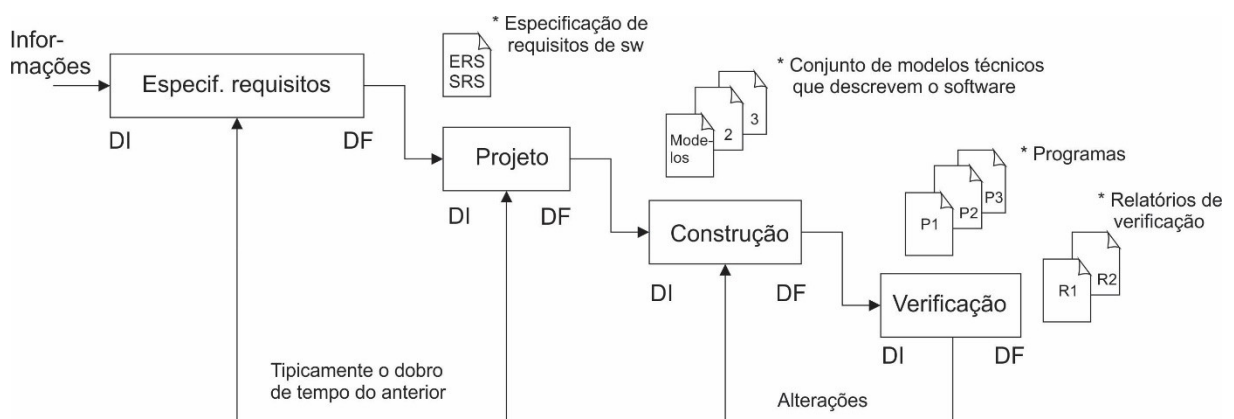 Infor-
mações
Especif. requisitos
DI
DF
ERS
SRS
* Especificação de
requisitos de sw
Projeto
DI
DF
Mode-
los
2
3
* Conjunto de modelos técnicos
que descrevem o software
Construção
DI
DF
P1
P2
P3
* Programas
Verificação
DI
DF
R1
R2
* Relatórios de
verificação
Tipicamente o dobro
de tempo do anterior
Alterações